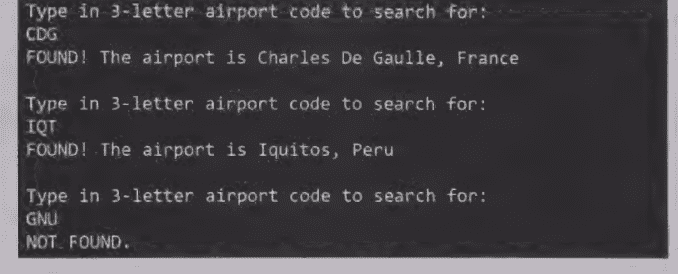 Type in 3-letter airport code to search for:
CDG
FOUND! The airport is Charles De Gaulle, France
Type in 3-letter airport code to search for:
IQT
FOUND! The airport is Iquitos, Peru
Type in 3-letter airport code to search for:
GNU
NOT FOUND.